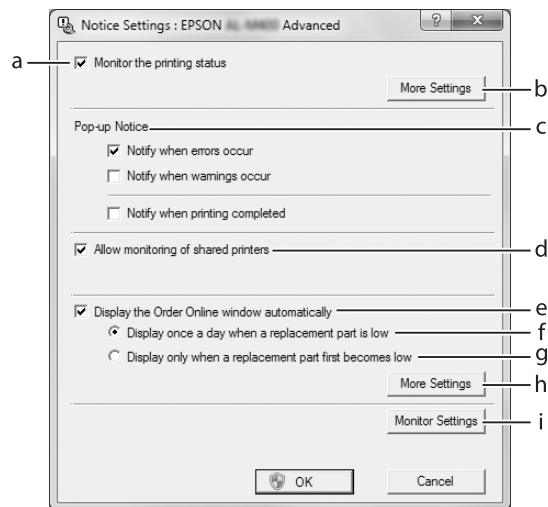 Notice Settings : EPSON Advanced
?
x
a
Monitor the printing status
More Settings
b
Pop-up Notice
c
Notify when errors occur
Notify when warnings occur
Notify when printing completed
Allow monitoring of shared printers
d
Display the Order Online window automatically
e
Display once a day when a replacement part is low
f
Display only when a replacement part first becomes low
g
More Settings
h
Monitor Settings
i
OK
Cancel